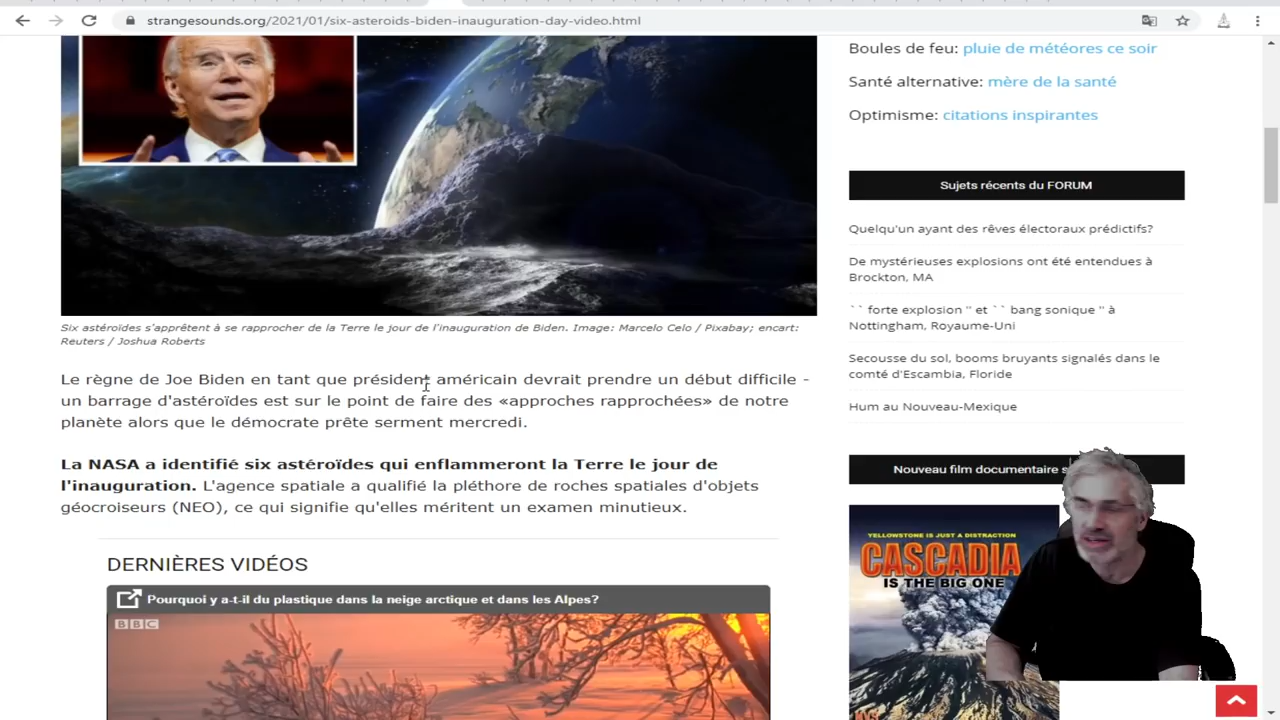 strangesounds.org/2021/01/six-asteroids-biden-inauguration-day-video.html
Six astéroïdes s'apprêtent à se rapprocher de la Terre le jour de l'inauguration de Biden. Image: Marcelo Celo / Pixabay; encart:
Reuters / Joshua Roberts
Le règne de Joe Biden en tant que président américain devrait prendre un début difficile -
un barrage d'astéroïdes est sur le point de faire des «approches rapprochées» de notre
planète alors que le démocrate prête serment mercredi.
La NASA a identifié six astéroïdes qui enflammeront la Terre le jour de
l'inauguration. L'agence spatiale a qualifié la pléthore de roches spatiales d'objets
géocroiseurs (NEO), ce qui signifie qu'elles méritent un examen minutieux.
DERNIÈRES VIDÉOS
Pourquoi y a-t-il du plastique dans la neige arctique et dans les Alpes?
BBC
Boules de feu: pluie de météores ce soir
Santé alternative: mère de la santé
Optimisme: citations inspirantes
Sujets récents du FORUM
Quelqu'un ayant des rêves électoraux prédictifs?
De mystérieuses explosions ont été entendues à
Brockton, MA
`` forte explosion '' et `` bang sonique '' à
Nottingham, Royaume-Uni
Secousse du sol, booms bruyants signalés dans le
comté d'Escambia, Floride
Hum au Nouveau-Mexique
Nouveau film documentaire
YELLOWSTONE IS JUST A DISTRACTION
CASCADIA
IS THE BIG ONE